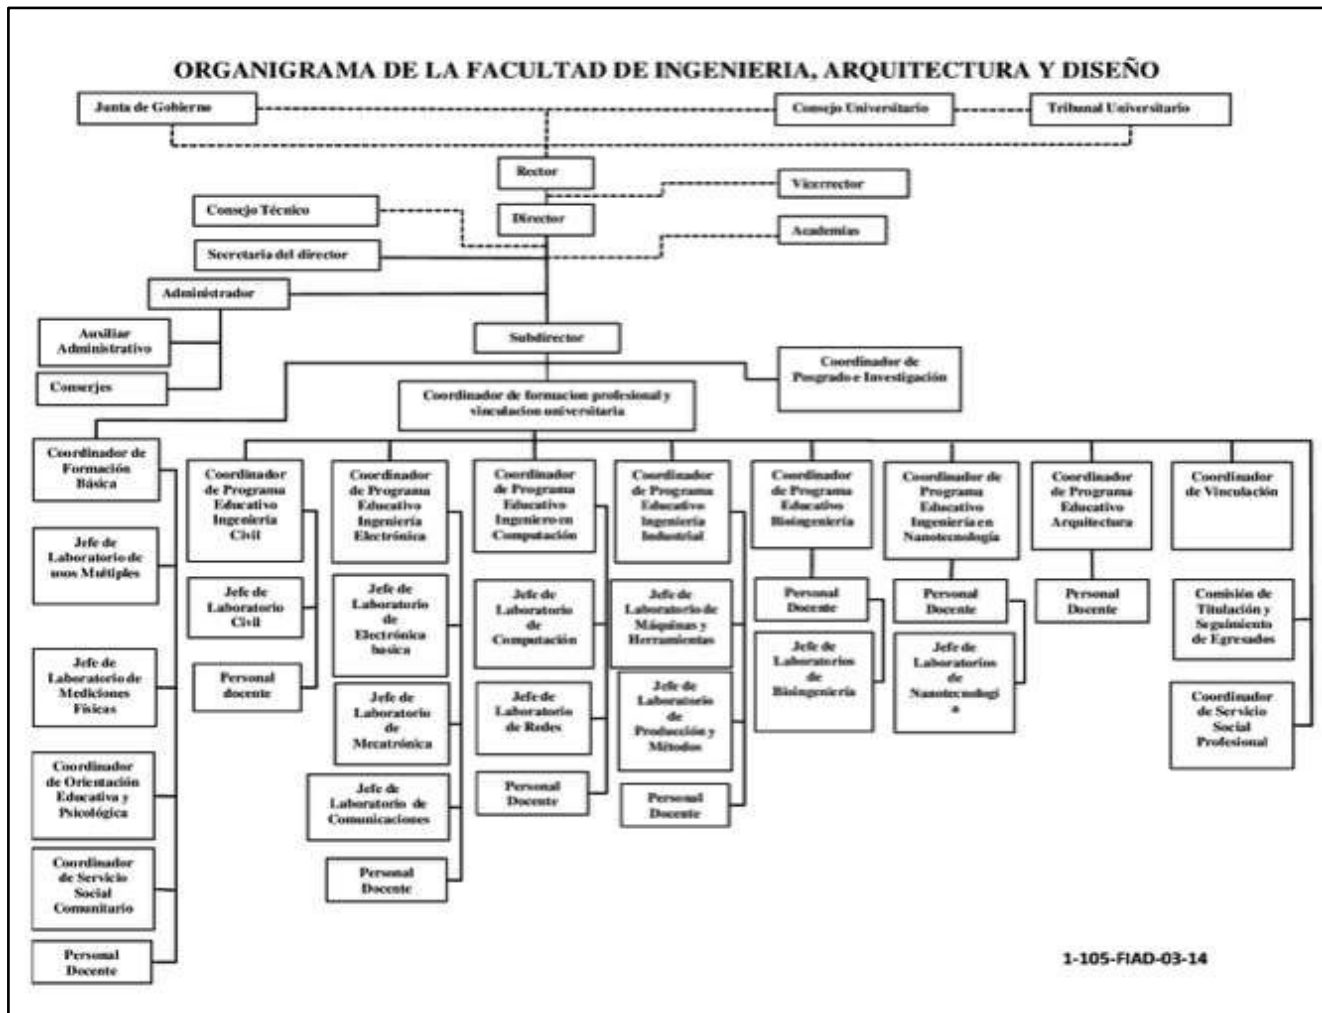 ORGANIGRAMA DE LA FACULTAD DE INGENIERIA, ARQUITECTURA Y DISEÑO
Junta de Gobierno
Consejo Universitario
Tribunal Universitario
Rector
Vicerrector
Consejo Técnico
Director
Academias
Secretaria del director
Administrador
Auxiliar
Administrativo
Subdirector
Conserjes
Coordinador de
Posgrado e Investigación
Coordinador de formacion profesional y
vinculacion universitaria
Coordinador de
Formación
Básica
Jefe de
Laboratorio de
usos Multiples
Jefe de
Laboratorio de
Mediciones
Físicas
Coordinador
de Orientación
Educativa y
Psicológica
Coordinador
de Servicio
Social
Comunitario
Personal
Docente
Coordinador
de Programa
Educativo
Ingeniería
Civil
Jefe de
Laboratorio
Civil
Personal
docente
Coordinador
de Programa
Educativo
Ingeniería
Electrónica
Jefe de
Laboratorio
de
Electrónica
basica
Jefe de
Laboratorio
de
Mecatrónica
Jefe de
Laboratorio de
Comunicaciones
Personal
Docente
Coordinador
de Programa
Educativo
Ingeniero en
Computación
Jefe de
Laboratorio
de
Computación
Jefe de
Laboratorio
de Redes
Personal
Docente
Coordinador
de Programa
Educativo
Ingeniería
Industrial
Jefe de
Laboratorio de
Máquinas y
Herramientas
Jefe de
Laboratorio
de
Producción y
Métodos
Personal
Docente
Coordinador
de Programa
Educativo
Bioingeniería
Personal
Docente
Jefe de
Laboratorios
de
Bioingeniería
Coordinador de
Programa
Educativo
Ingeniería en
Nanotecnología
Personal
Docente
Jefe de
Laboratorios
de
Nanotecnologí
a
Coordinador
de Programa
Educativo
Arquitectura
Personal
Docente
Coordinador
de Vinculación
Comisión de
Titulación y
Seguimiento
de Egresados
Coordinador
de Servicio
Social
Profesional
1-105-FIAD-03-14